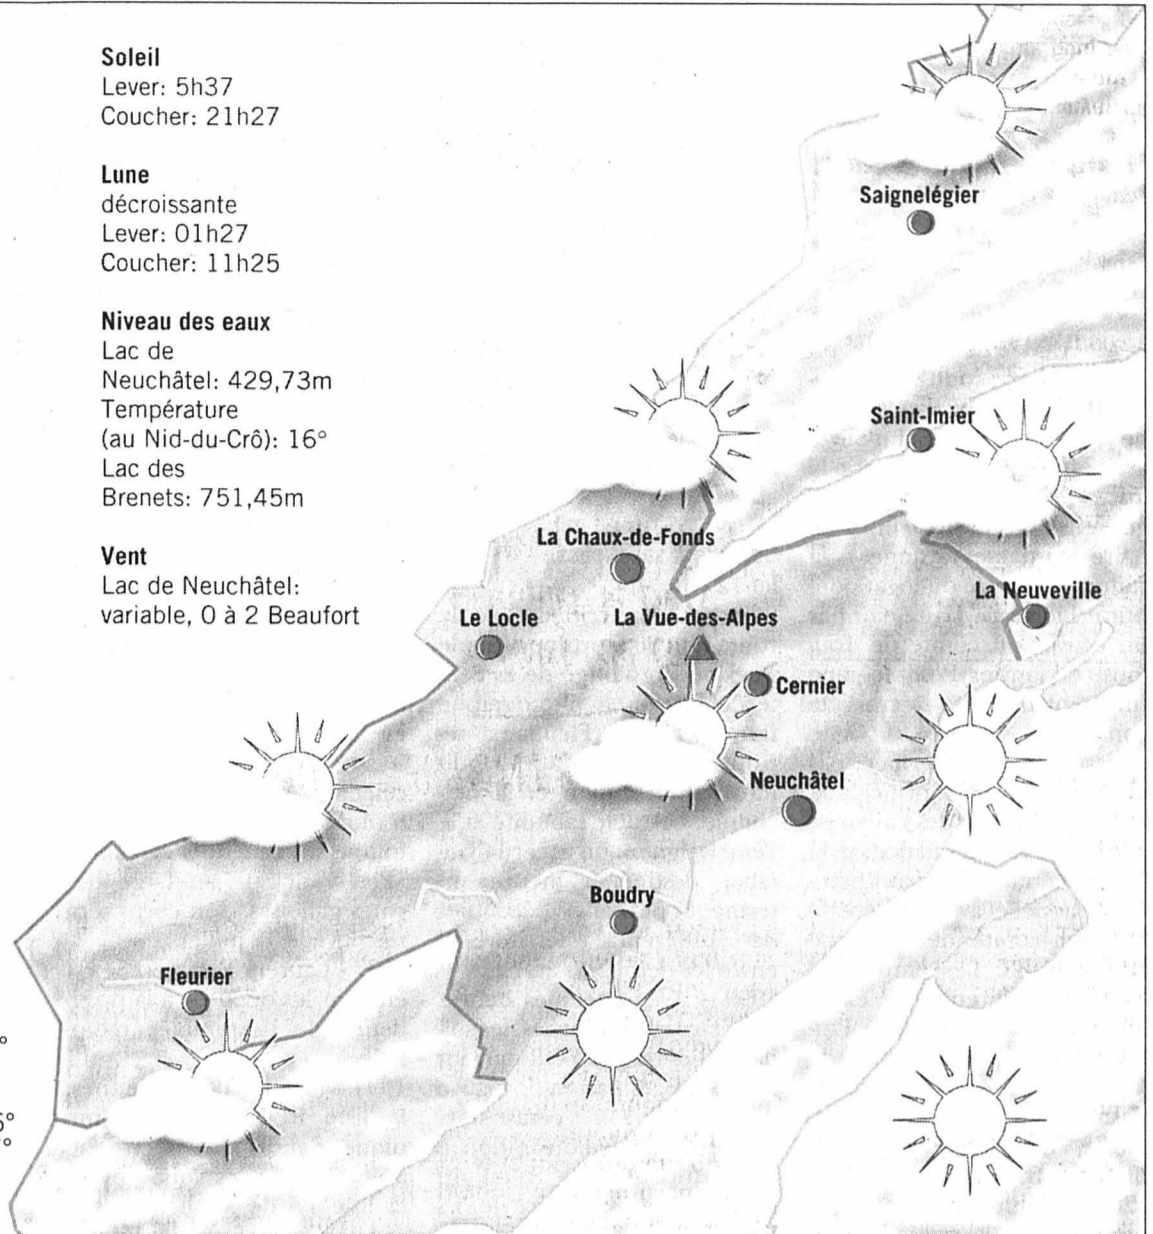 Soleil
Lever: 5h37
Coucher: 21h27
Lune
décroissante
Lever: 01h27
Coucher: 11h25
Niveau des eaux
Lac de
Neuchâtel: 429,73m
Température
(au Nid-du-Crô): 16°
Lac des
Brenets: 751,45m
Vent
Lac de Neuchâtel:
variable, 0 à 2 Beaufort
Saignelégier
Saint-Imier
La Chaux-de-Fonds
La Neuveville
Le Locle
La Vue-des-Alpes
Cernier
Neuchâtel
Boudry
Fleurier